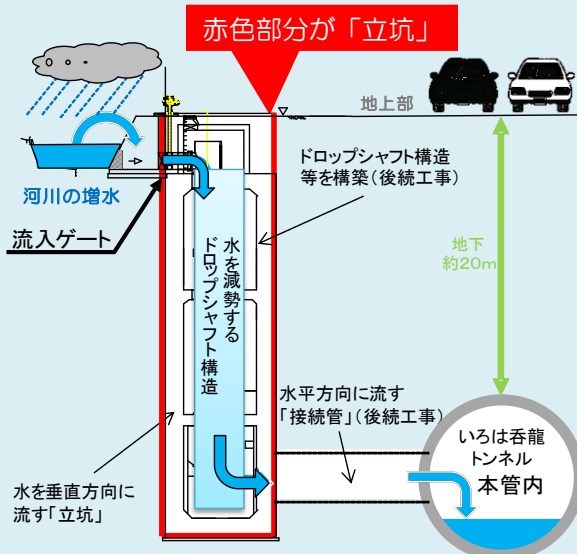 赤色部分が「立坑」
地上部
河川の増水
流入ゲート
ドロップシャフト構造
等を構築（後続工事）
地下
約20m
水を減勢する
ドロップシャフト構造
水平方向に流す
「接続管」（後続工事）
いろは呑龍
トンネル
本管内
水を垂直方向に
流す「立坑」